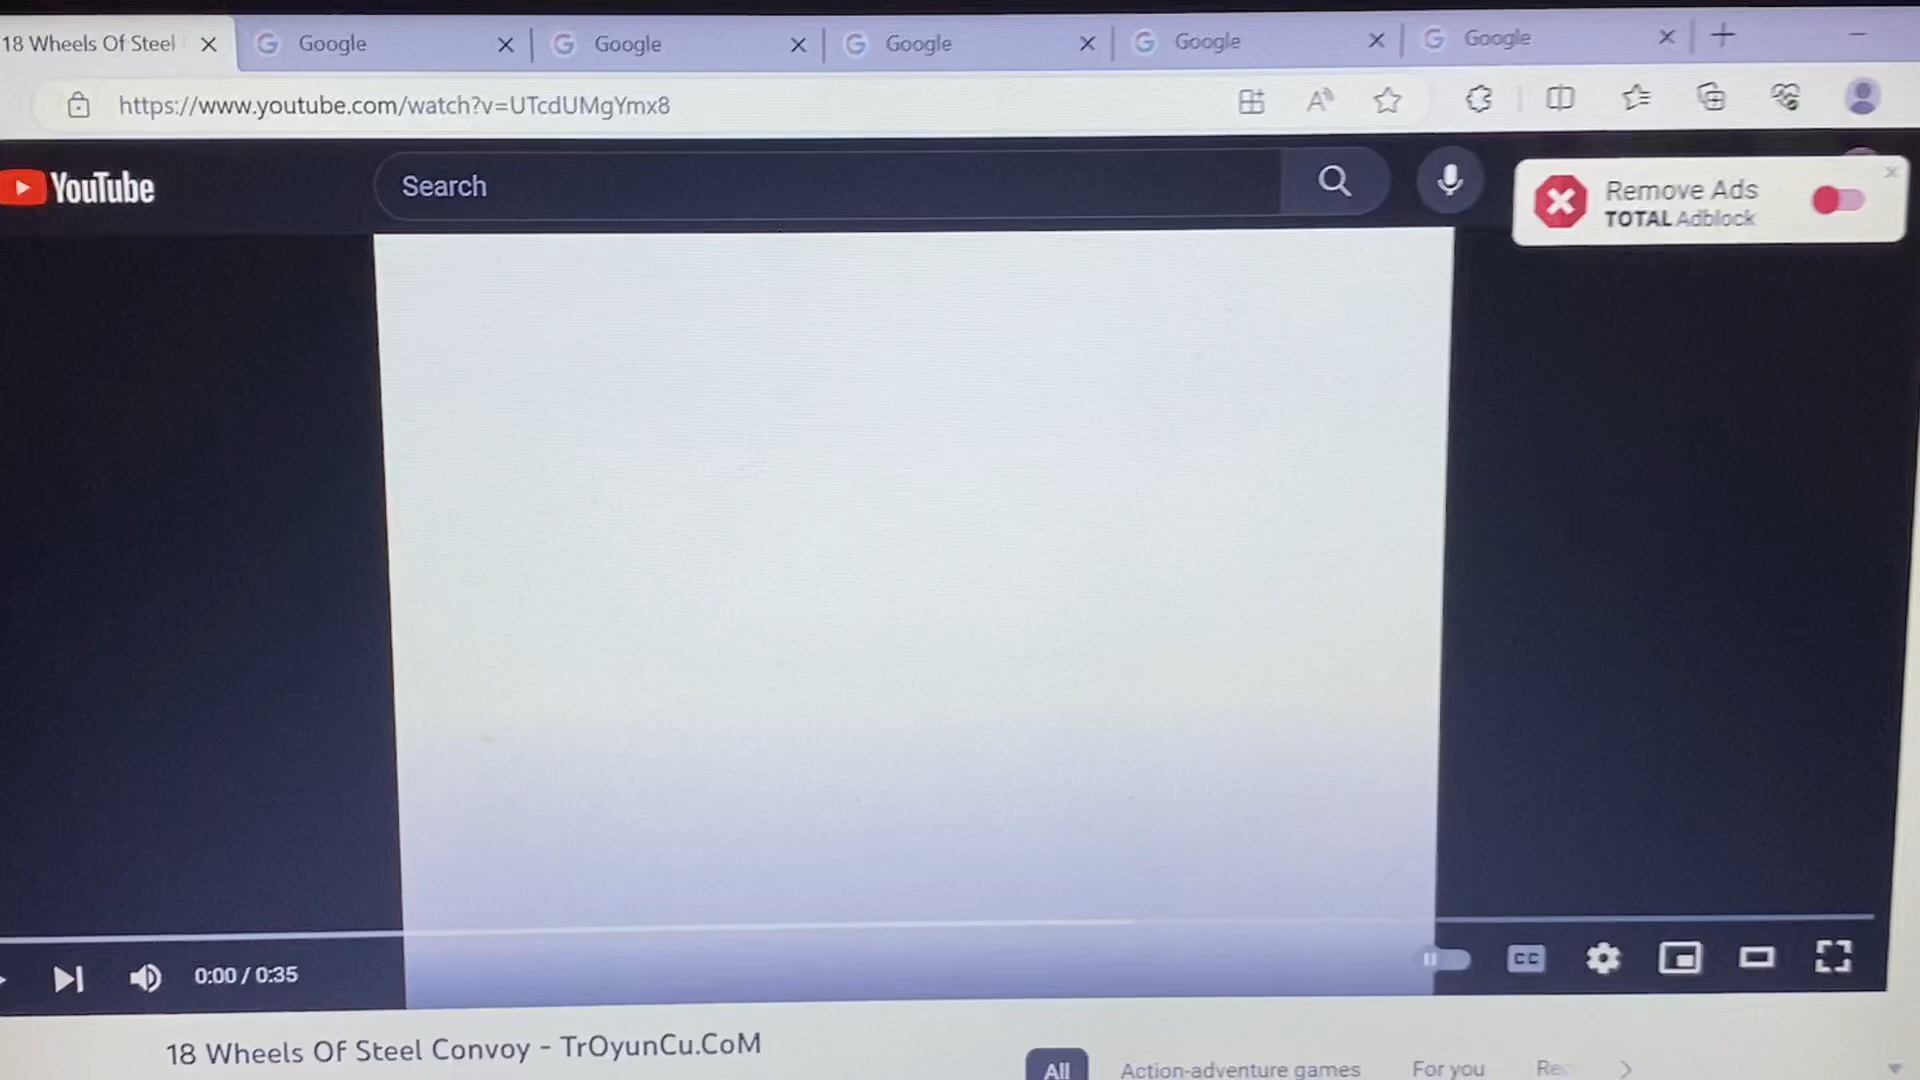 18 Wheels Of Steel
Google
Google
Google
Google
Google
https://www.youtube.com/watch?v=UTcdUMgYmx8
YouTube
Search
Remove Ads
TOTAL Adblock
0:00 / 0:35
CC
18 Wheels Of Steel Convoy - TrOyunCu.CoM
All
Action-adventure games
For you